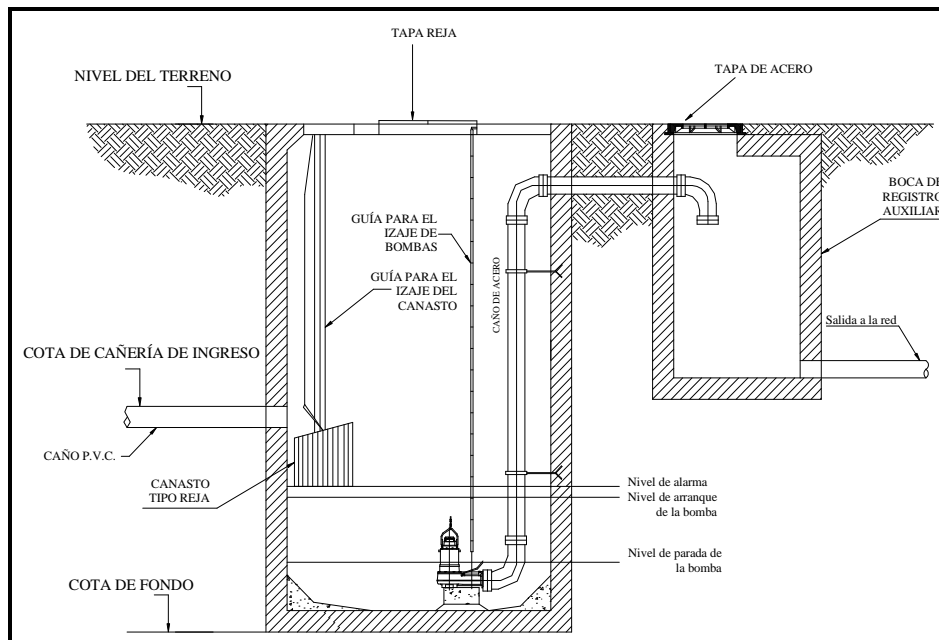 TAPA REJA
NIVEL DEL TERRENO
TAPA DE ACERO
BOCA DE
REGISTRO
AUXILIAR
GUÍA PARA EL
IZAJE DE
BOMBAS
GUÍA PARA EL
IZAJE DEL
CANASTO
CAÑO DE ACERO
Salida a la red
COTA DE CAÑERÍA DE INGRESO
CAÑO P.V.C.
CANASTO
TIPO REJA
Nivel de alarma
Nivel de arranque
de la bomba
Nivel de parada de
la bomba
COTA DE FONDO